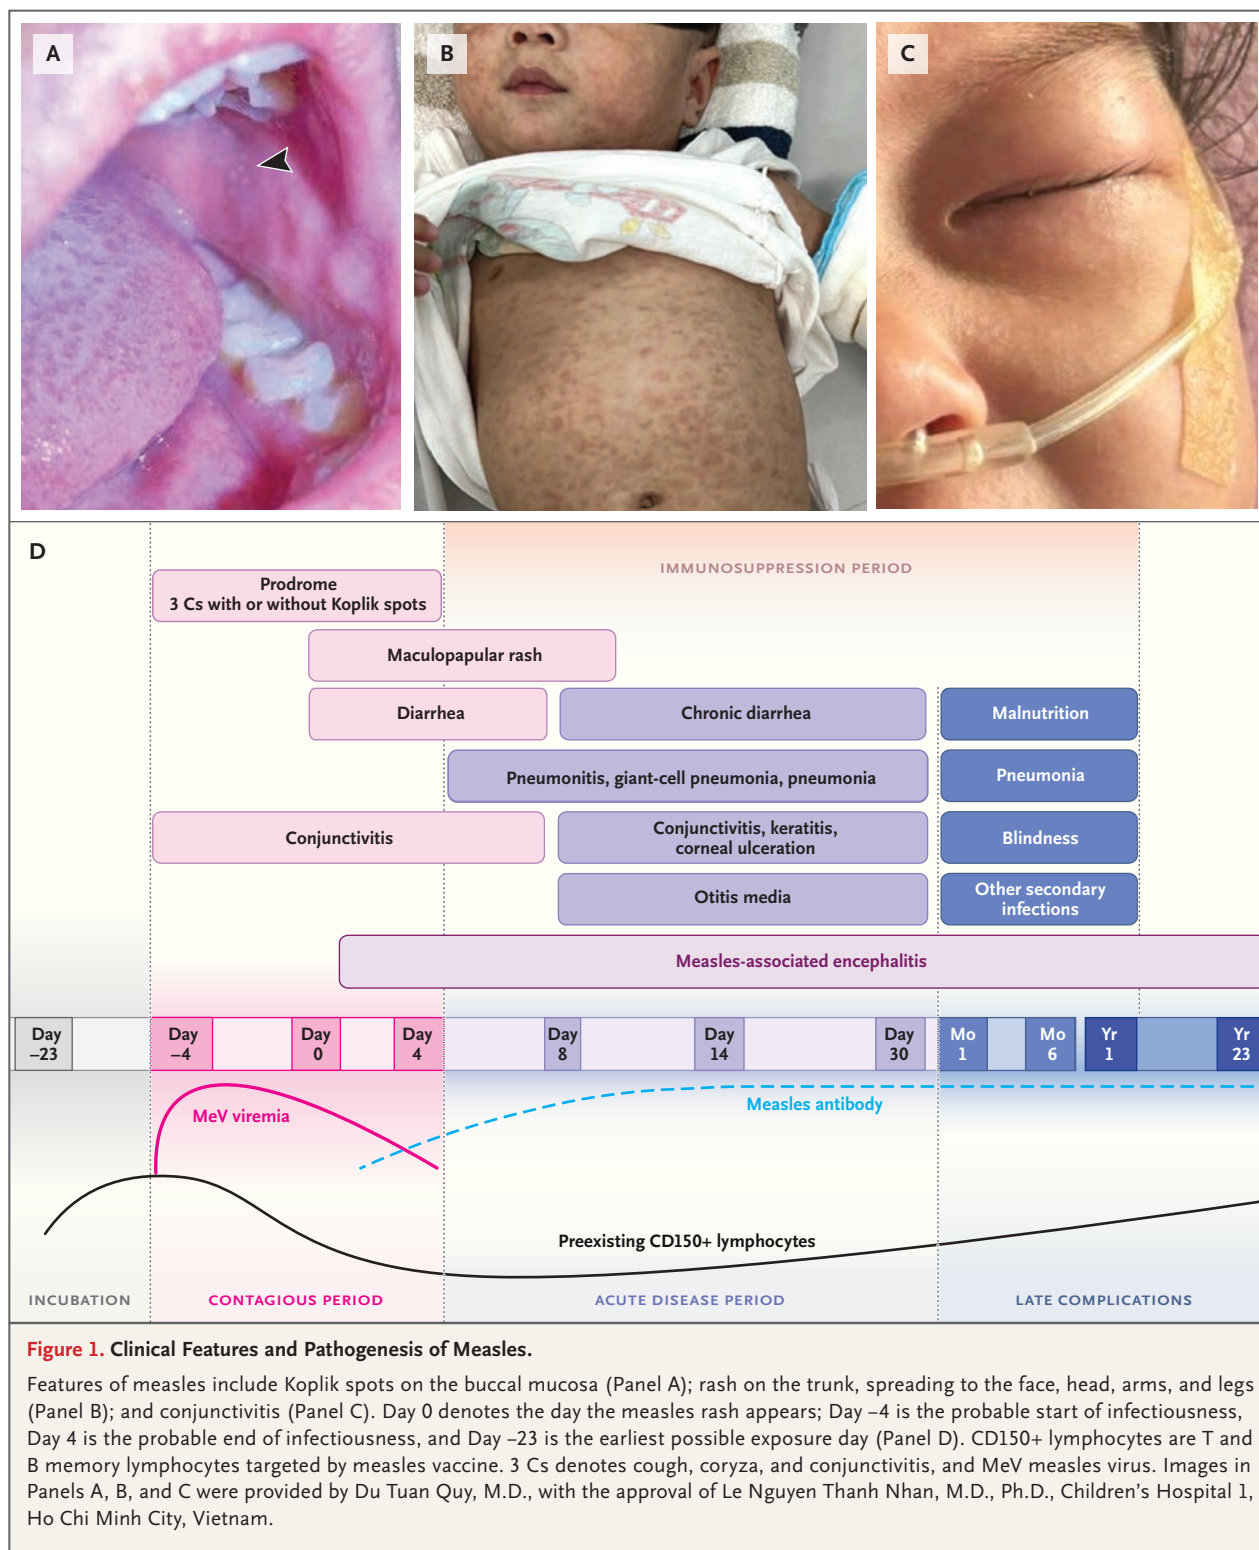 A
B
C
D
IMMUNOSUPPRESSION PERIOD
Prodrome
3 Cs with or without Koplik spots
Maculopapular rash
Diarrhea
Chronic diarrhea
Malnutrition
Pneumonitis, giant-cell pneumonia, pneumonia
Pneumonia
Conjunctivitis
Conjunctivitis, keratitis,
corneal ulceration
Blindness
Otitis media
Other secondary
infections
Measles-associated encephalitis
Day
–23
Day
–4
Day
0
Day
4
Day
8
Day
14
Day
30
Mo
1
Mo
6
Yr
1
Yr
23
MeV viremia
Measles antibody
Preexisting CD150+ lymphocytes
INCUBATION
CONTAGIOUS PERIOD
ACUTE DISEASE PERIOD
LATE COMPLICATIONS
Figure 1. Clinical Features and Pathogenesis of Measles.
Features of measles include Koplik spots on the buccal mucosa (Panel A); rash on the trunk, spreading to the face, head, arms, and legs
(Panel B); and conjunctivitis (Panel C). Day 0 denotes the day the measles rash appears; Day –4 is the probable start of infectiousness,
Day 4 is the probable end of infectiousness, and Day –23 is the earliest possible exposure day (Panel D). CD150+ lymphocytes are T and
B memory lymphocytes targeted by measles vaccine. 3 Cs denotes cough, coryza, and conjunctivitis, and MeV measles virus. Images in
Panels A, B, and C were provided by Du Tuan Quy, M.D., with the approval of Le Nguyen Thanh Nhan, M.D., Ph.D., Children's Hospital 1,
Ho Chi Minh City, Vietnam.